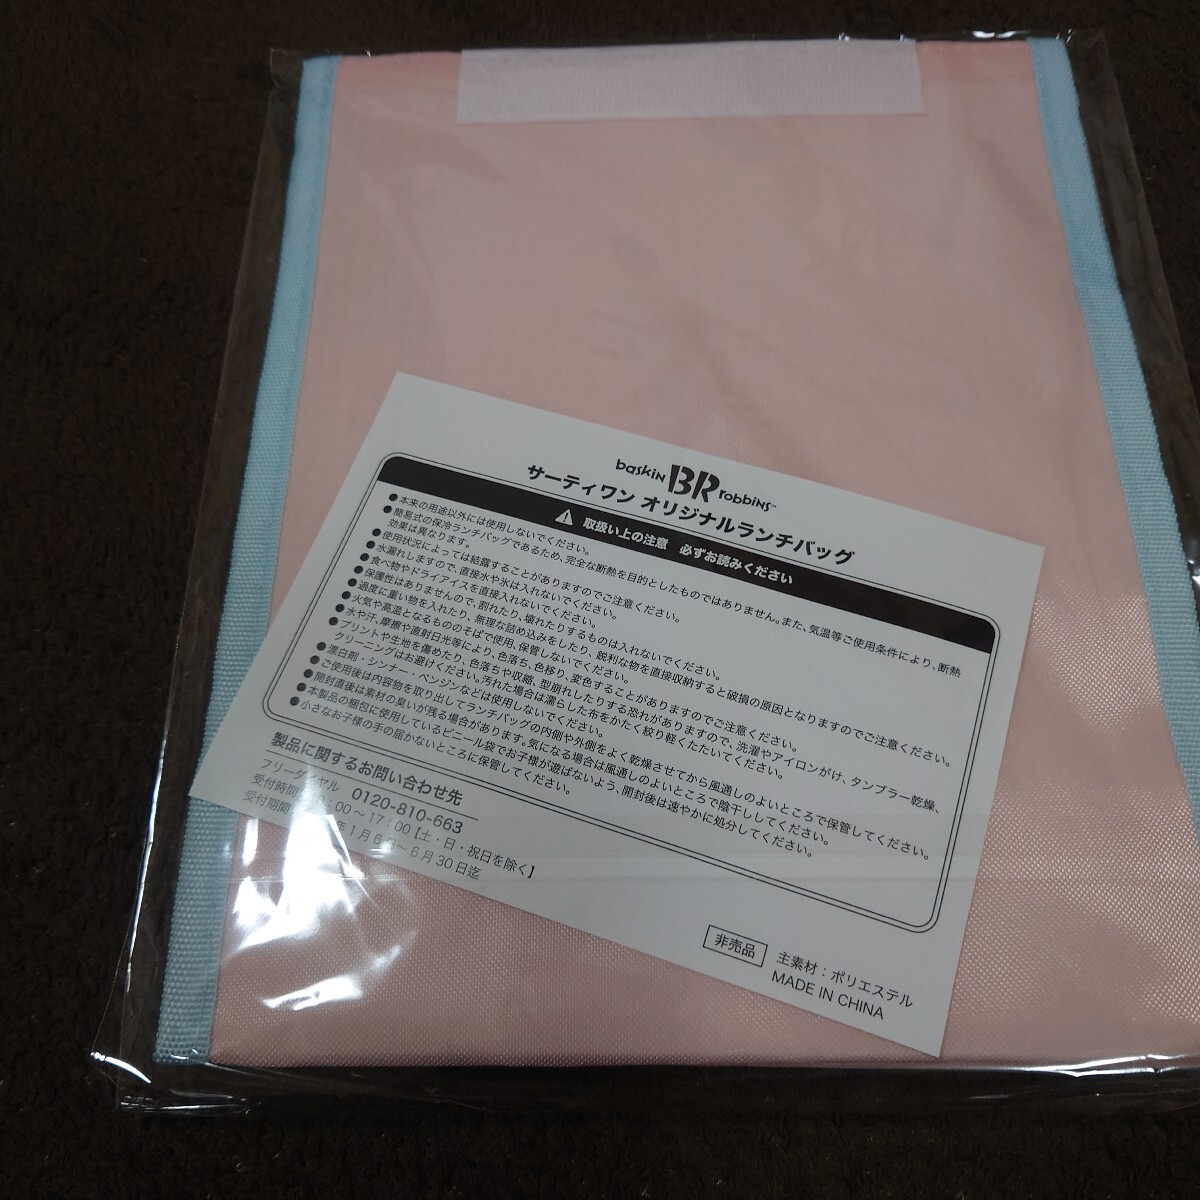 baskin BR robbins™
サーティワン オリジナルランチバッグ
取扱い上の注意 必ずお読みください
●本来の用途以外には使用しないでください。
●簡易式の保冷ランチバッグであるため、完全な断熱を目的としたものではありません。また、気温等ご使用条件により、断熱
効果は異なります。
●使用状況によっては結露することがありますのでご注意ください。
●水漏れしますので、直接水や氷は入れないでください。
●食べ物やドライアイスを直接入れないでください。
●保護性はありませんので、割れたり、壊れたりするものは入れないでください。
●過度に重い物を入れたり、無理な詰め込みをしたり、鋭利な物を直接収納すると破損の原因となりますのでご注意ください。
●火気や高温となるもののそばで使用、保管しないでください。
●水や汗、摩擦や直射日光等により、色落ち、色移り、変色することがありますのでご注意ください。
●プリントや生地を傷めたり、色落ちや収縮、型崩れしたりする恐れがありますので、洗濯やアイロンがけ、タンブラー乾燥、
クリーニングはお避けください。汚れた場合は濡らした布をかたく絞り軽くたたいてください。
●漂白剤・シンナー・ベンジンなどは使用しないでください。
●ご使用後は内容物を取り出してランチバッグの内側や外側をよく乾燥させてから風通しのよいところで保管してください。
●開封直後は素材の臭いが残る場合があります。気になる場合は風通しのよいところで陰干ししてください。
●本製品の梱包に使用しているビニール袋でお子様が遊ばないよう、開封後は速やかに処分してください。
●小さなお子様の手の届かないところに保管してください。
製品に関するお問い合わせ先
フリーダイヤル 0120-810-663
受付時間 :00〜17:00【土・日・祝日を除く】
受付期間 年1月6日〜6月30日迄
非売品
主素材:ポリエステル
MADE IN CHINA